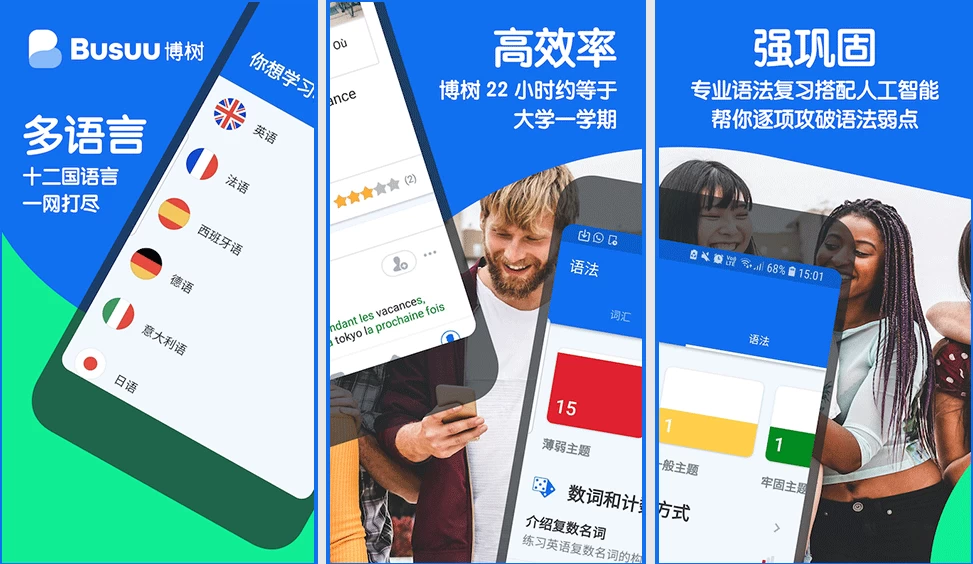 Busuu 博树
多语言
十二国语言
一网打尽
你想学习
英语
法语
西班牙语
德语
意大利语
日语
高效率
博树 22 小时约等于
大学一学期
Où
ance
(2)
ndant les vacances,
tokyo la prochaine fois
语法
词汇
15
薄弱主题
数词和计数方式
介绍复数名词
练习英语复数名词的构
强巩固
专业语法复习搭配人工智能
帮你逐项攻破语法弱点
68% 15:01
语法
1
一般主题
1
牢固主题